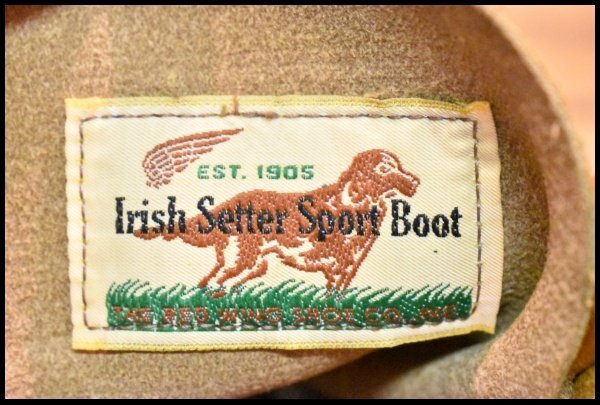 EST. 1905
Irish Setter Sport Boot
THE RED WING SHOE CO. INC.